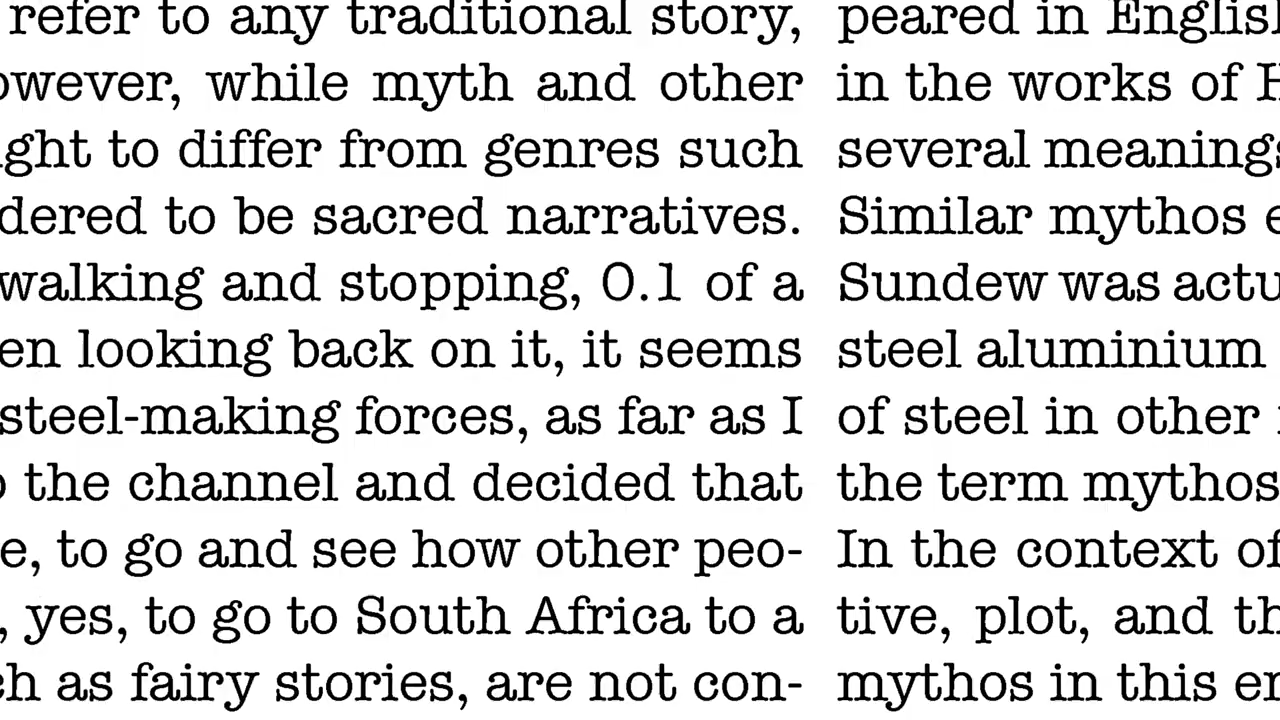 refer to any traditional story,
owever, while myth and other
ght to differ from genres such
dered to be sacred narratives.
walking and stopping, 0.1 of a
en looking back on it, it seems
steel-making forces, as far as I
the channel and decided that
e, to go and see how other peo-
, yes, to go to South Africa to a
ch as fairy stories, are not con-
peared in English
in the works of H
several meanings
Similar mythos e
Sundew was actu
steel aluminium
of steel in other
the term mythos
In the context of
tive, plot, and th
mythos in this en